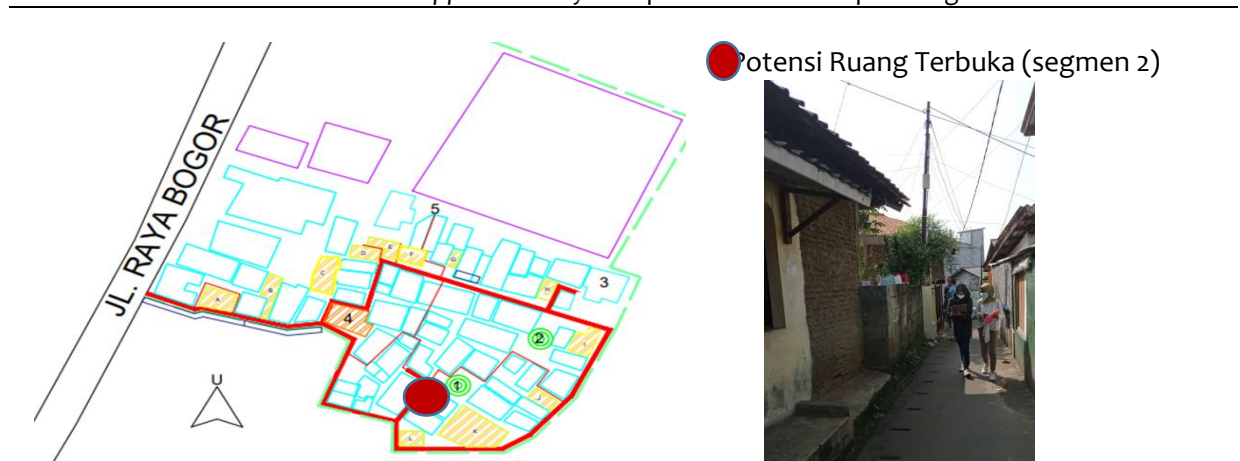 Potensi Ruang Terbuka (segmen 2)
JL. RAYA BOGOR
5
D
E
F
G
3
C
H
A
B
4
2
U
1
J
K
L